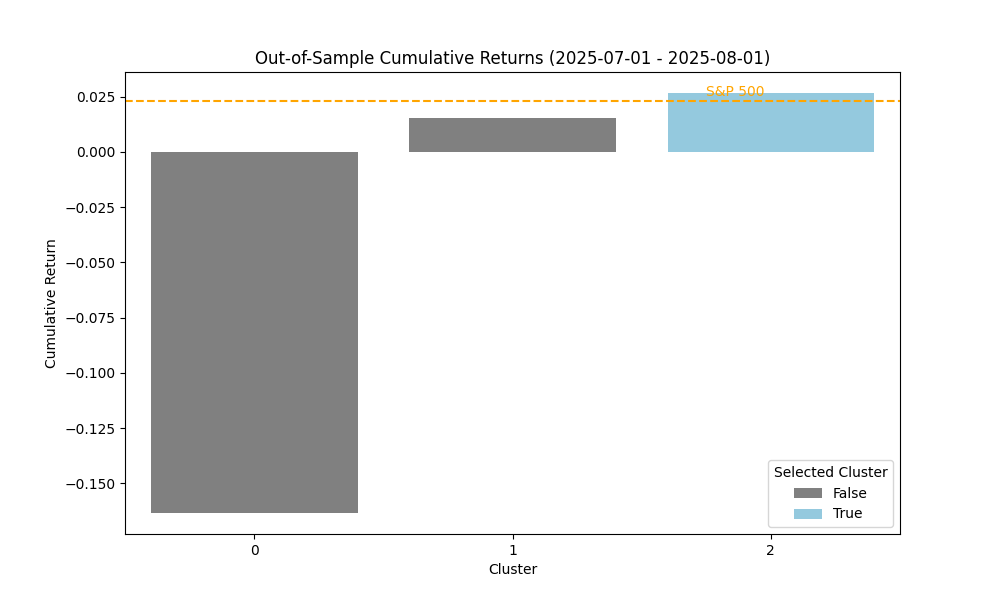 Out-of-Sample Cumulative Returns (2025-07-01 - 2025-08-01)
S&P 500
0.025
0.000
−0.025
−0.050
−0.075
−0.100
−0.125
−0.150
Cumulative Return
Selected Cluster
False
True
0
1
2
Cluster